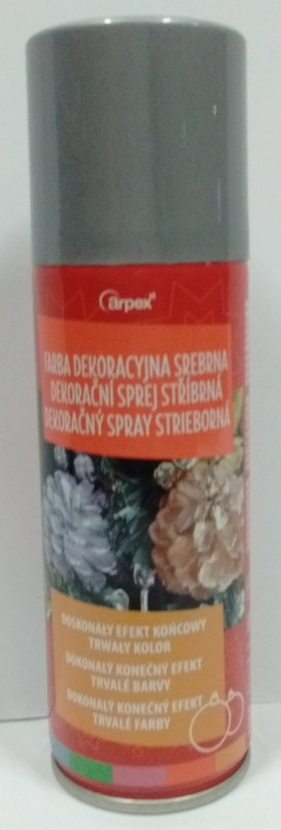 arpex®
FARBA DEKORACYJNA SREBRNA
DEKORAČNÍ SPREJ STŘÍBRNÁ
DEKORAČNÝ SPRAY STRIEBORNÁ
DOSKONAŁY EFEKT KOŃCOWY
TRWAŁY KOLOR
DOKONALÝ KONEČNÝ EFEKT
TRVALÉ BARVY
DOKONALÝ KONEČNÝ EFEKT
TRVALÉ FARBY